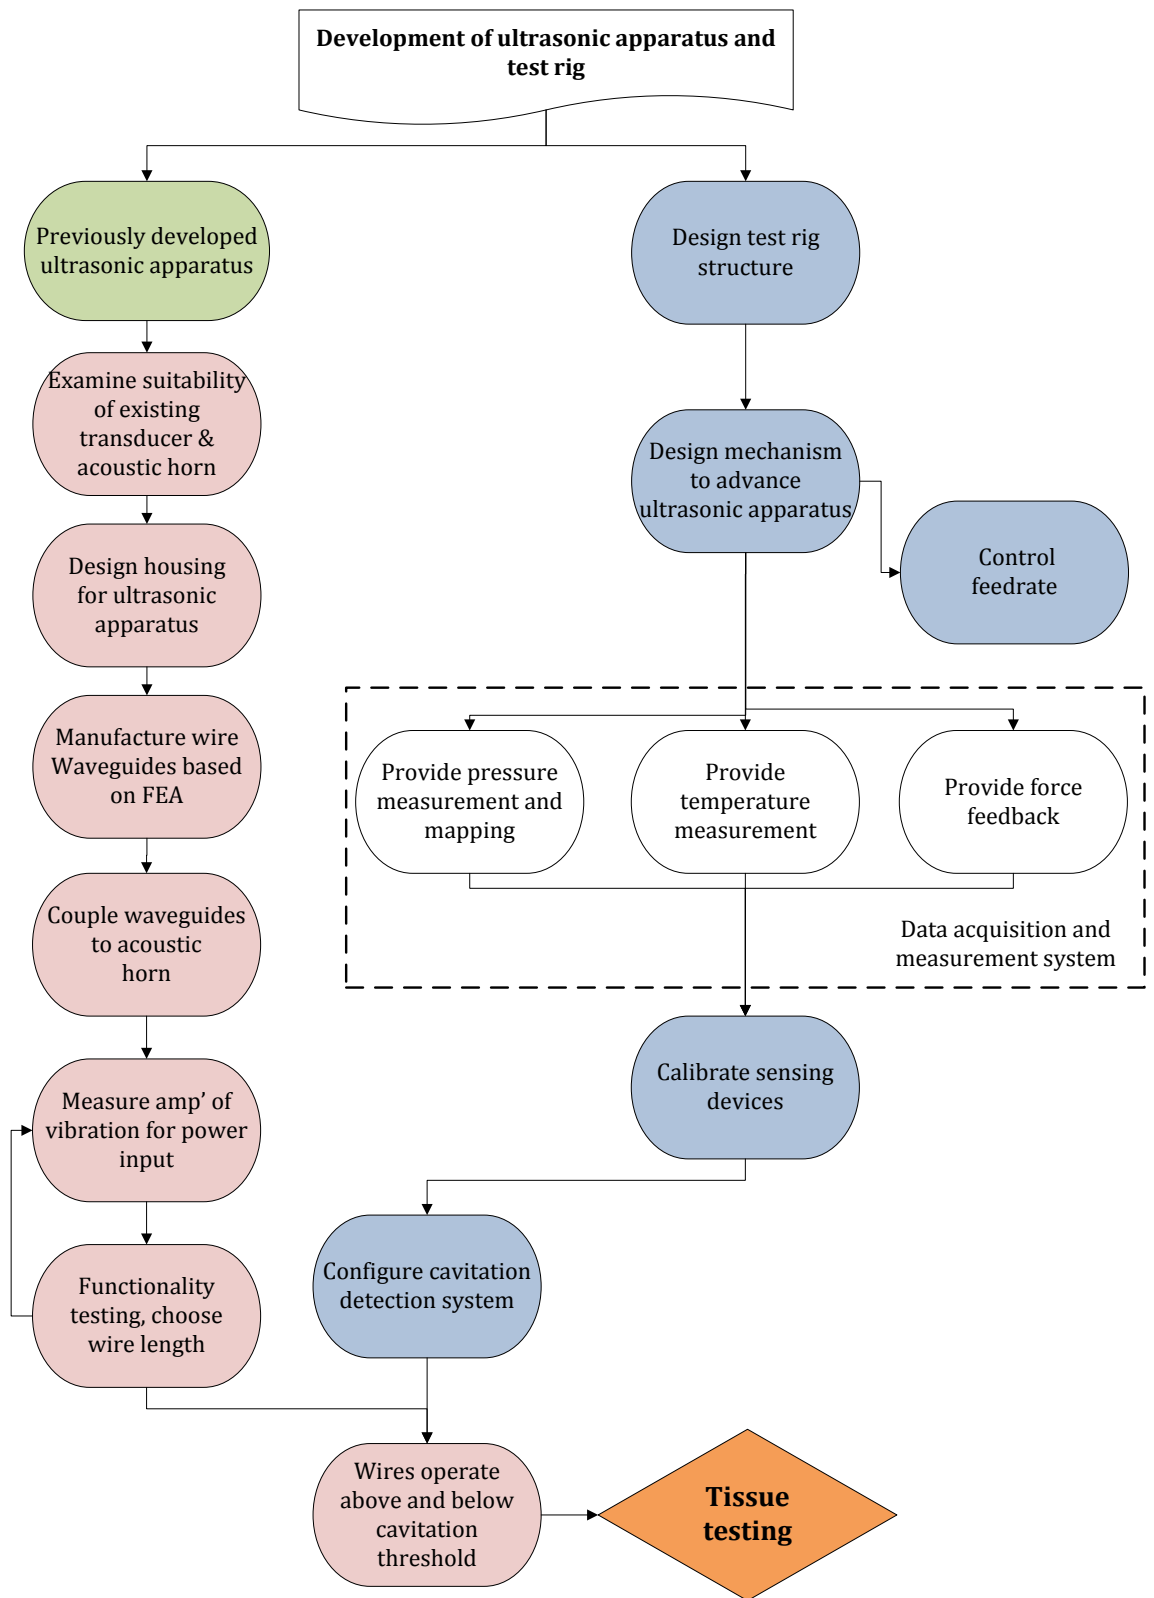 Development of ultrasonic apparatus and
test rig
Previously developed
ultrasonic apparatus
Examine suitability
of existing
transducer &
acoustic horn
Design housing
for ultrasonic
apparatus
Manufacture wire
Waveguides based
on FEA
Couple waveguides
to acoustic
horn
Measure amp' of
vibration for power
input
Functionality
testing, choose
wire length
Design test rig
structure
Design mechanism
to advance
ultrasonic apparatus
Control
feedrate
Provide pressure
measurement and
mapping
Provide
temperature
measurement
Provide force
feedback
Data acquisition and
measurement system
Calibrate sensing
devices
Configure cavitation
detection system
Wires operate
above and below
cavitation
threshold
Tissue
testing